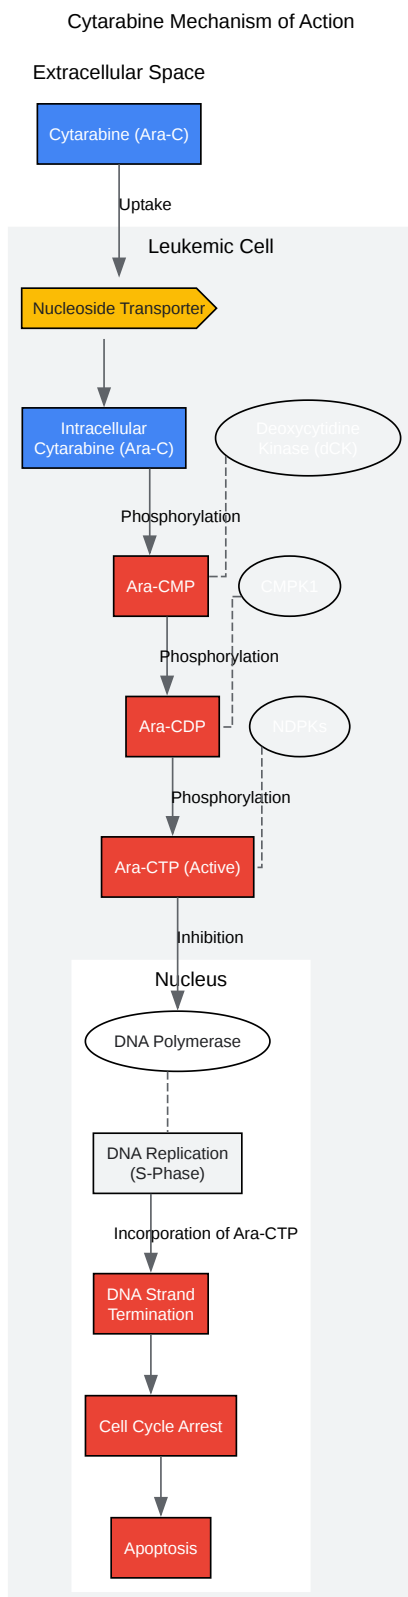 Cytarabine Mechanism of Action
Extracellular Space
Cytarabine (Ara-C)
Uptake
Leukemic Cell
Nucleoside Transporter
Intracellular
Cytarabine (Ara-C)
Deoxycytidine
Kinase (dCK)
Phosphorylation
Ara-CMP
CMPK1
Phosphorylation
Ara-CDP
NDPKs
Phosphorylation
Ara-CTP (Active)
Inhibition
Nucleus
DNA Polymerase
DNA Replication
(S-Phase)
Incorporation of Ara-CTP
DNA Strand
Termination
Cell Cycle Arrest
Apoptosis